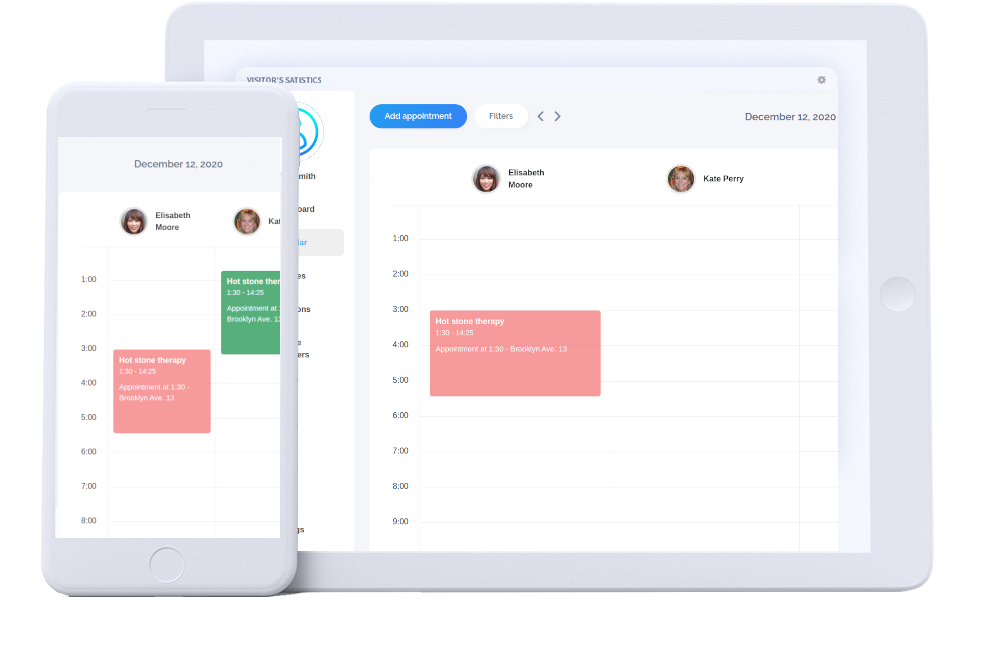 VISITOR'S SATISTICS
Add appointment
Filters
December 12, 2020
mith
oard
lar
es
ons
e
ers
gs
Elisabeth
Moore
Kate Perry
1:00
2:00
3:00
4:00
5:00
6:00
7:00
8:00
9:00
Hot stone therapy
1:30 - 14:25
Appointment at 1:30 - Brooklyn Ave. 13
December 12, 2020
Elisabeth
Moore
Kat
1:00
2:00
3:00
4:00
5:00
6:00
7:00
8:00
Hot stone ther
1:30 - 14:25
Appointment at
Brooklyn Ave. 13
Hot stone therapy
1:30 - 14:25
Appointment at 1:30 -
Brooklyn Ave. 13